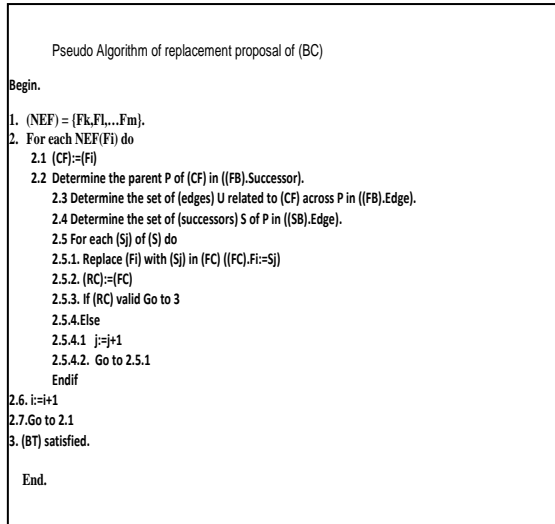 Pseudo Algorithm of replacement proposal of (BC)
Begin.
1. (NEF) = {Fk,Fl,...Fm}.
2. For each NEF(Fi) do
2.1 (CF):=(Fi)
2.2 Determine the parent P of (CF) in ((FB).Successor).
2.3 Determine the set of (edges) U related to (CF) across P in ((FB).Edge).
2.4 Determine the set of (successors) S of P in ((SB).Edge).
2.5 For each (Sj) of (S) do
2.5.1. Replace (Fi) with (Sj) in (FC) ((FC).Fi:=Sj)
2.5.2. (RC):=(FC)
2.5.3. If (RC) valid Go to 3
2.5.4.Else
2.5.4.1 j:=j+1
2.5.4.2. Go to 2.5.1
Endif
2.6. i:=i+1
2.7.Go to 2.1
3. (BT) satisfied.
End.